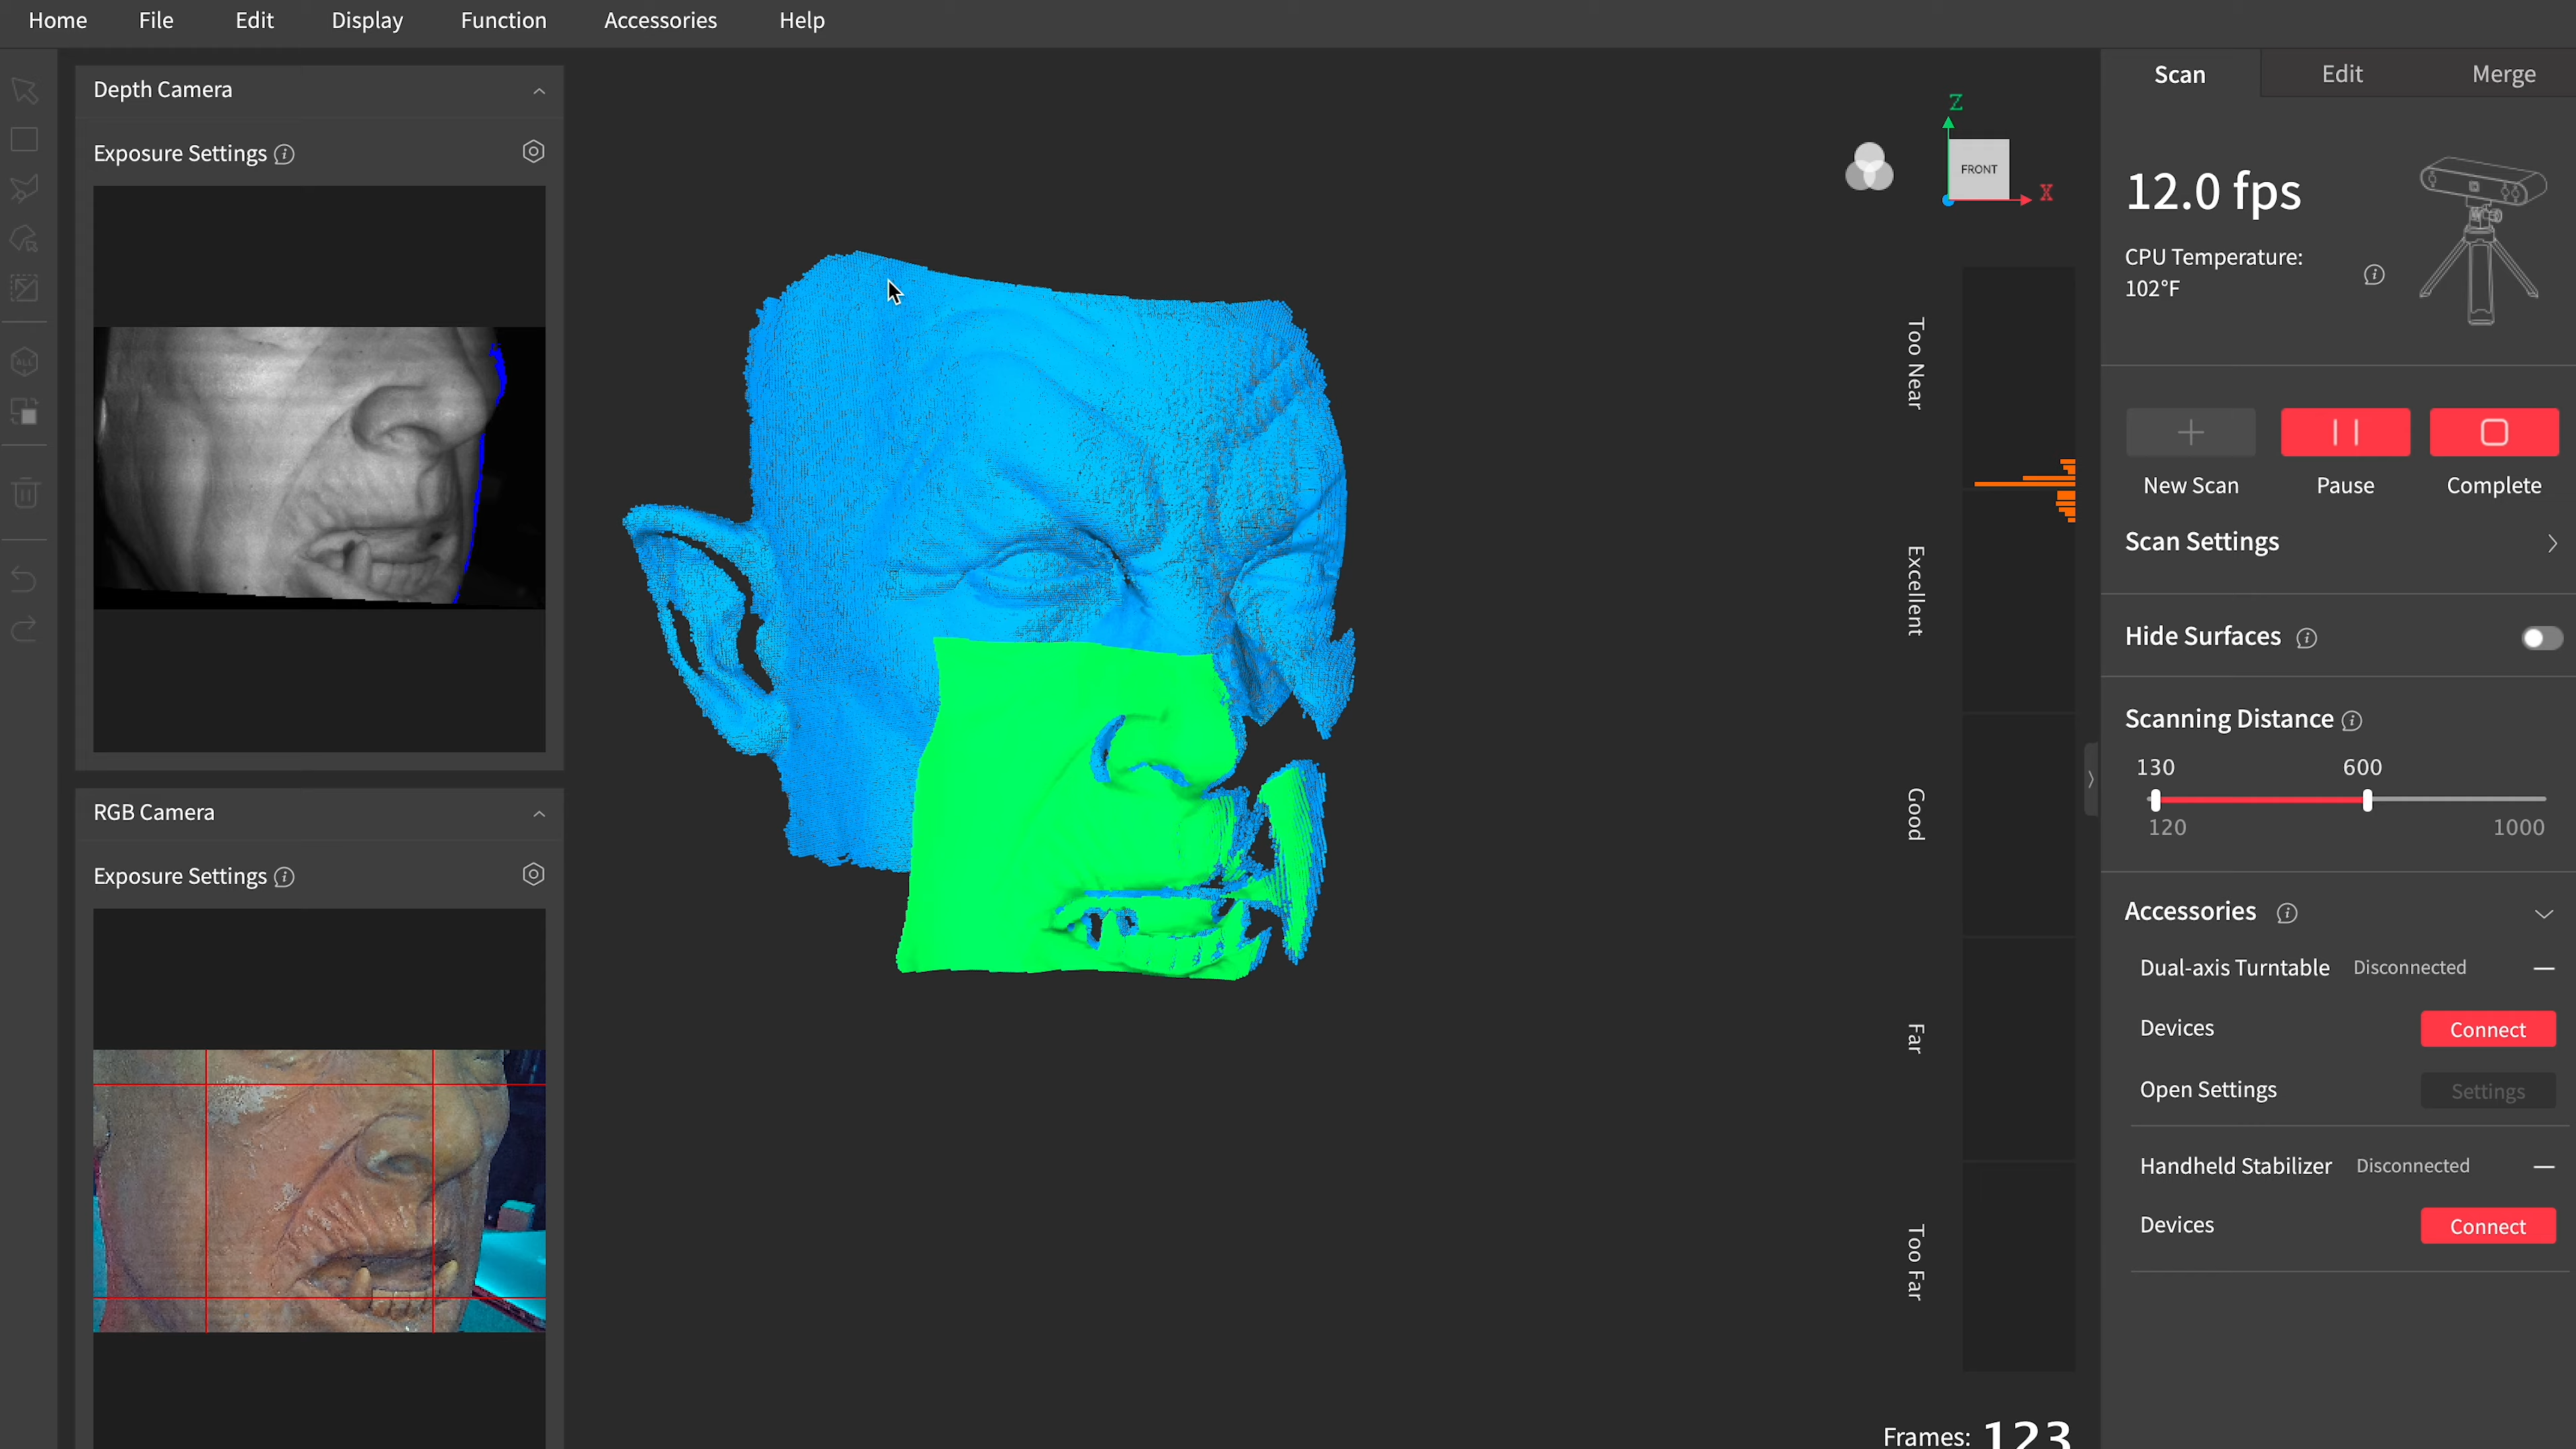 Home File Edit Display Function Accessories Help
Depth Camera
Exposure Settings
RGB Camera
Exposure Settings
Z
FRONT
X
Too Near
Excellent
Good
Far
Too Far
Frames: 123
Scan Edit Merge
12.0 fps
CPU Temperature:
102°F
New Scan Pause Complete
Scan Settings
Hide Surfaces
Scanning Distance
130 600
120 1000
Accessories
Dual-axis Turntable Disconnected
Devices Connect
Open Settings Settings
Handheld Stabilizer Disconnected
Devices Connect